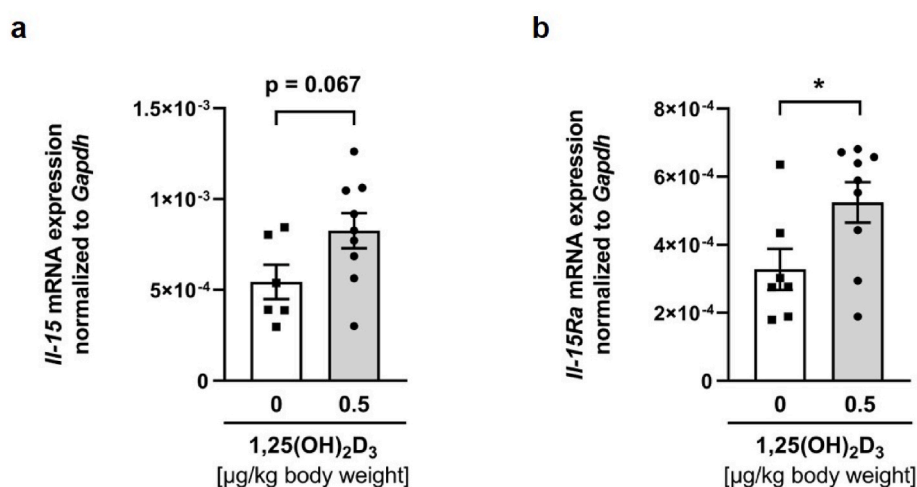 a
p = 0.067
Il-15 mRNA expression
normalized to Gapdh
1.5×10⁻³
1×10⁻³
5×10⁻⁴
0
0 0.5
1,25(OH)₂D₃
[µg/kg body weight]
b
*
Il-15Ra mRNA expression
normalized to Gapdh
8×10⁻⁴
6×10⁻⁴
4×10⁻⁴
2×10⁻⁴
0
0 0.5
1,25(OH)₂D₃
[µg/kg body weight]